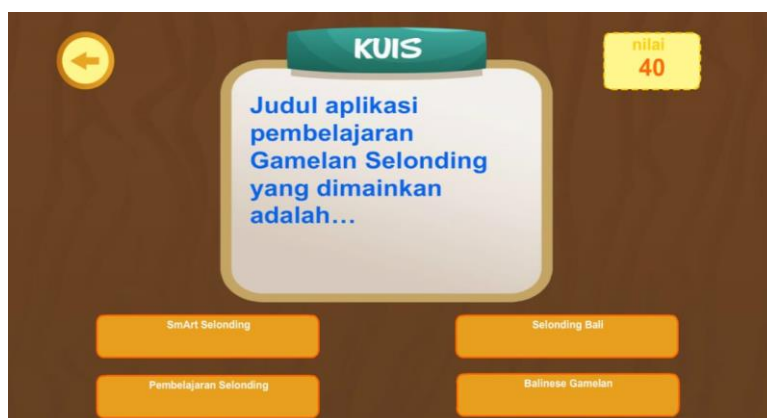 KUIS
nilai
40
Judul aplikasi
pembelajaran
Gamelan Selonding
yang dimainkan
adalah...
SmArt Selonding
Selonding Bali
Pembelajaran Selonding
Balinese Gamelan